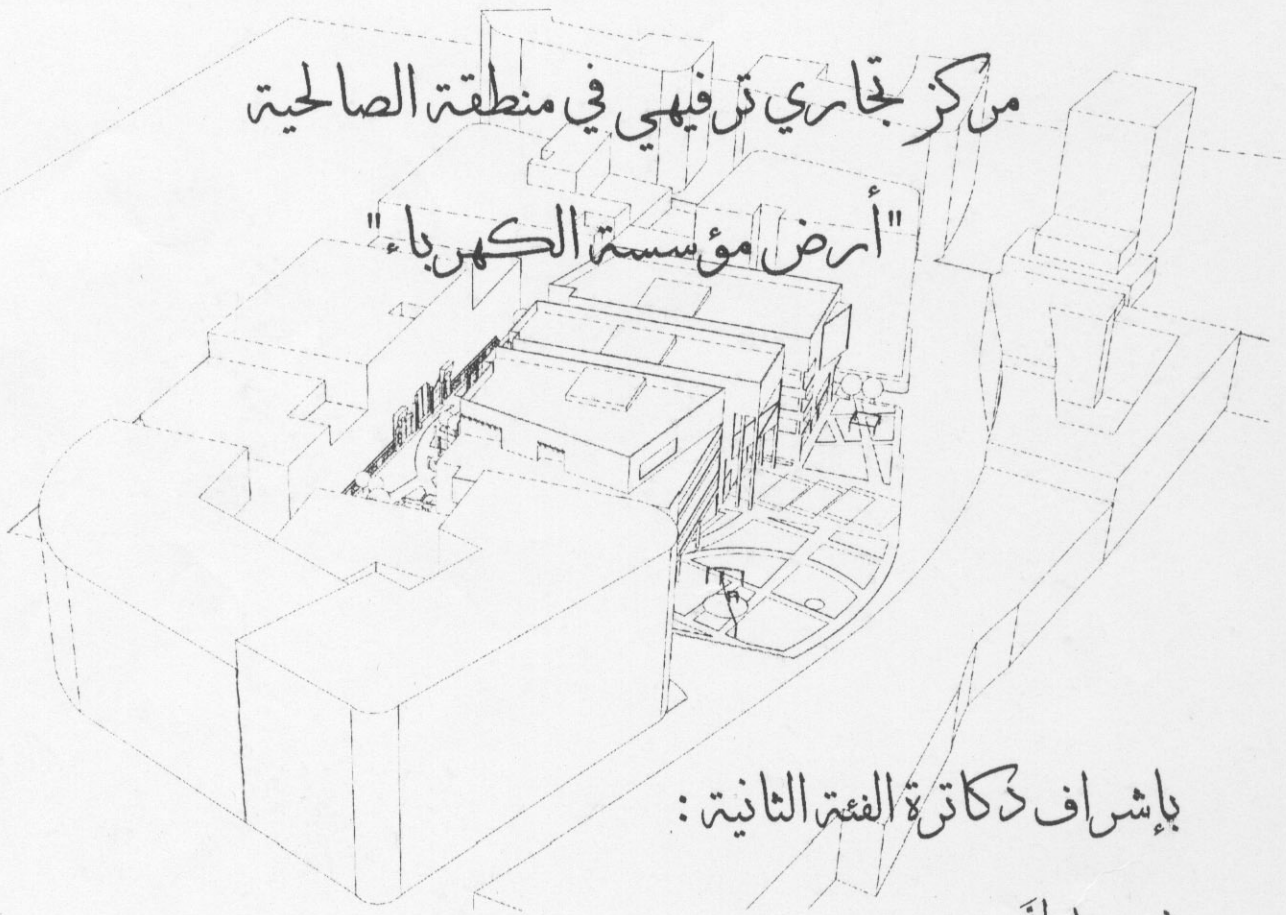 مركز تجاري ترفيهي في منطقة الصالحية
"أرض مؤسسة الكهرباء"
بإشراف دكاترة الفئة الثانية :